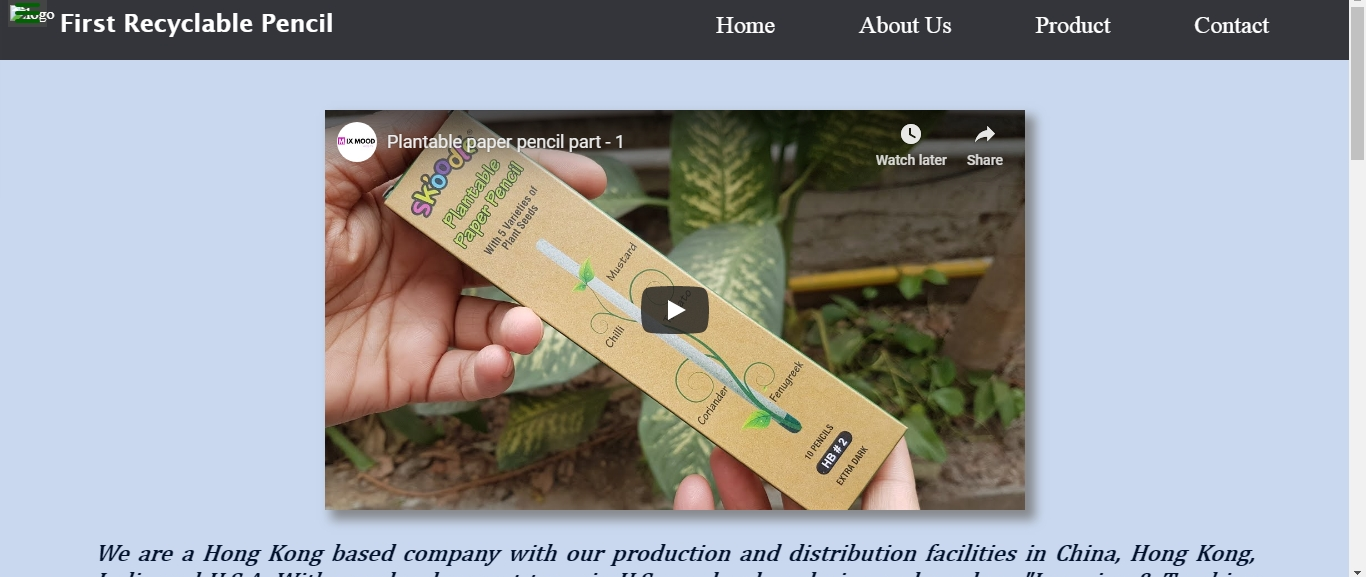 logo
First Recyclable Pencil
Home
About Us
Product
Contact
MIX MOOD
Plantable paper pencil part - 1
Watch later
Share
Skoodle
Plantable
Paper Pencil
With 5 Varieties of
Plant Seeds
Mustard
Chilli
Coriander
Fenugreek
10 PENCILS
HB # 2
EXTRA DARK
We are a Hong Kong based company with our production and distribution facilities in China, Hong Kong,